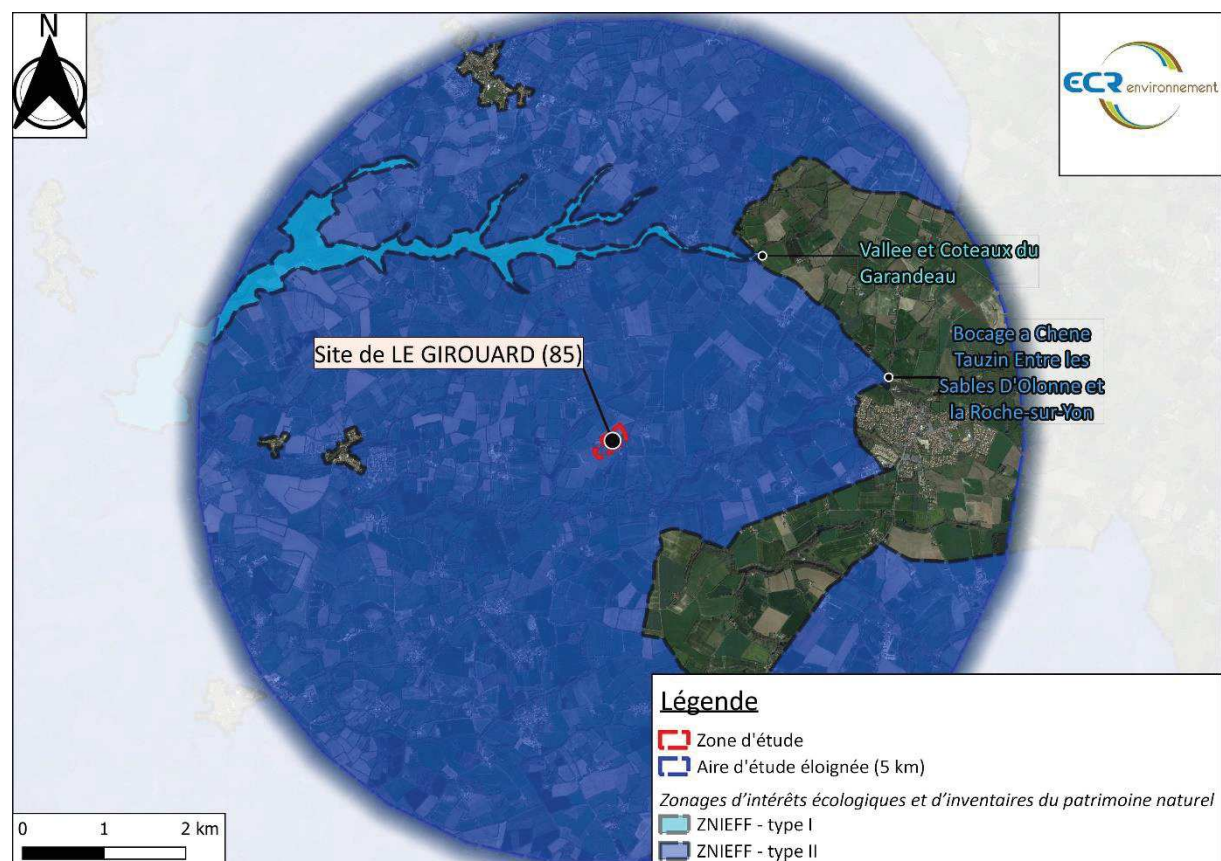 N
ECR environnement
Vallee et Coteaux du
Garandeau
Site de LE GIROUARD (85)
Bocage a Chene
Tauzin Entre les
Sables D'Olonne et
la Roche-sur-Yon
Légende
Zone d'étude
Aire d'étude éloignée (5 km)
Zonages d'intérêts écologiques et d'inventaires du patrimoine naturel
ZNIEFF - type I
ZNIEFF - type II
0 1 2 km